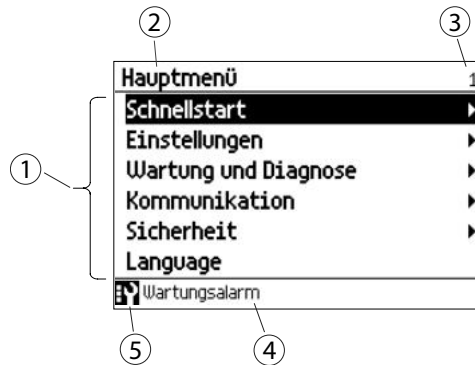 ② ③
Hauptmenü 1
Schnellstart
Einstellungen
① Wartung und Diagnose
Kommunikation
Sicherheit
Language
Wartungsalarm
⑤ ④